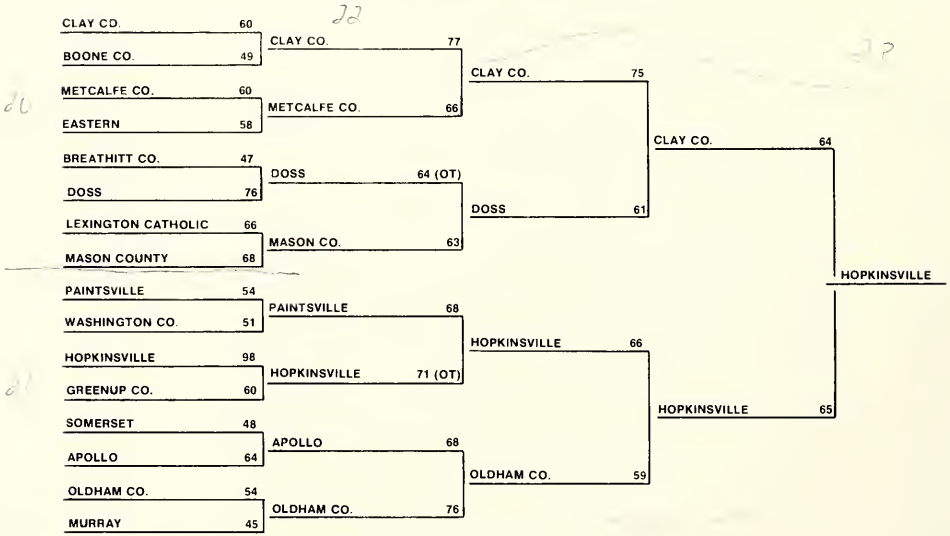 22
CLAY CO. 60
CLAY CO. 77
BOONE CO. 49
CLAY CO. 75
METCALFE CO. 60
METCALFE CO. 66
EASTERN 58
CLAY CO. 64
BREATHITT CO. 47
DOSS 64 (OT)
DOSS 76
DOSS 61
LEXINGTON CATHOLIC 66
MASON CO. 63
MASON COUNTY 68
HOPKINSVILLE
PAINTSVILLE 54
PAINTSVILLE 68
WASHINGTON CO. 51
HOPKINSVILLE 66
HOPKINSVILLE 98
HOPKINSVILLE 71 (OT)
GREENUP CO. 60
HOPKINSVILLE 65
SOMERSET 48
APOLLO 68
APOLLO 64
OLDHAM CO. 59
OLDHAM CO. 54
OLDHAM CO. 76
MURRAY 45